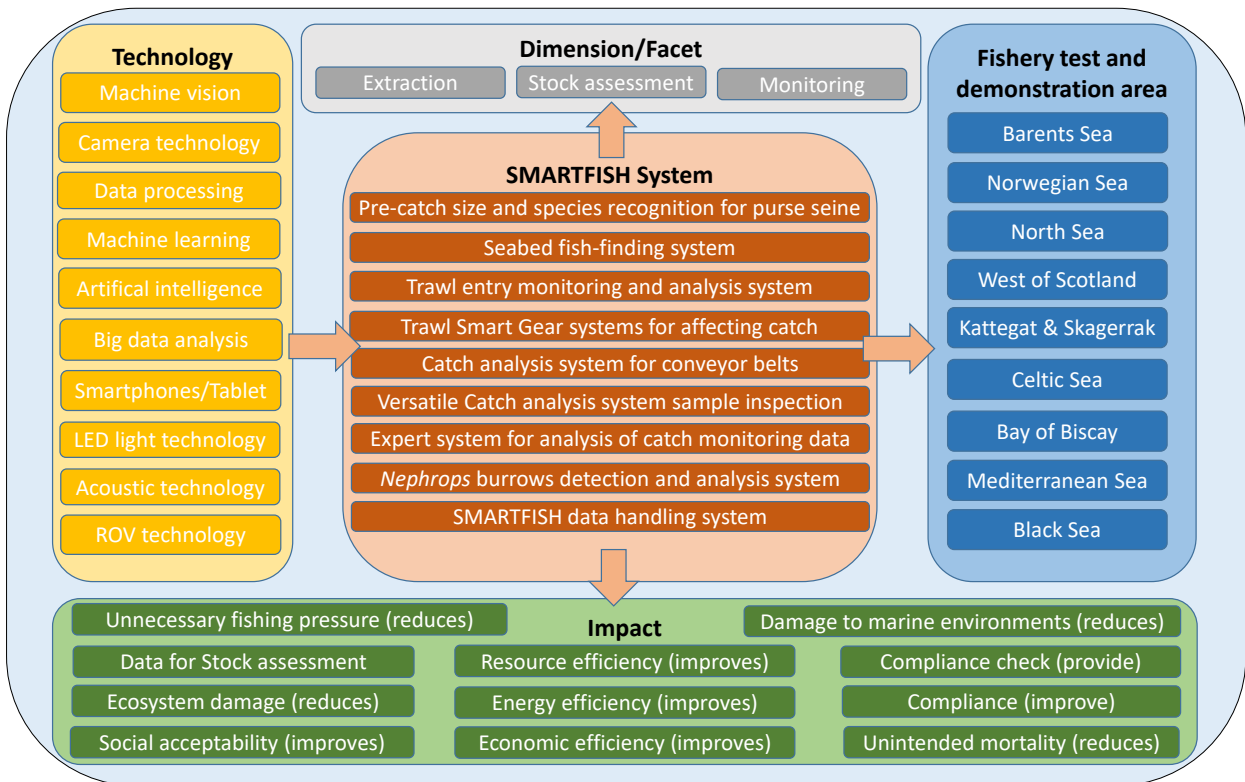 Technology
Machine vision
Camera technology
Data processing
Machine learning
Artifical intelligence
Big data analysis
Smartphones/Tablet
LED light technology
Acoustic technology
ROV technology
Dimension/Facet
Extraction
Stock assessment
Monitoring
SMARTFISH System
Pre-catch size and species recognition for purse seine
Seabed fish-finding system
Trawl entry monitoring and analysis system
Trawl Smart Gear systems for affecting catch
Catch analysis system for conveyor belts
Versatile Catch analysis system sample inspection
Expert system for analysis of catch monitoring data
Nephrops burrows detection and analysis system
SMARTFISH data handling system
Fishery test and
demonstration area
Barents Sea
Norwegian Sea
North Sea
West of Scotland
Kattegat & Skagerrak
Celtic Sea
Bay of Biscay
Mediterranean Sea
Black Sea
Impact
Unnecessary fishing pressure (reduces)
Damage to marine environments (reduces)
Data for Stock assessment
Resource efficiency (improves)
Compliance check (provide)
Ecosystem damage (reduces)
Energy efficiency (improves)
Compliance (improve)
Social acceptability (improves)
Economic efficiency (improves)
Unintended mortality (reduces)